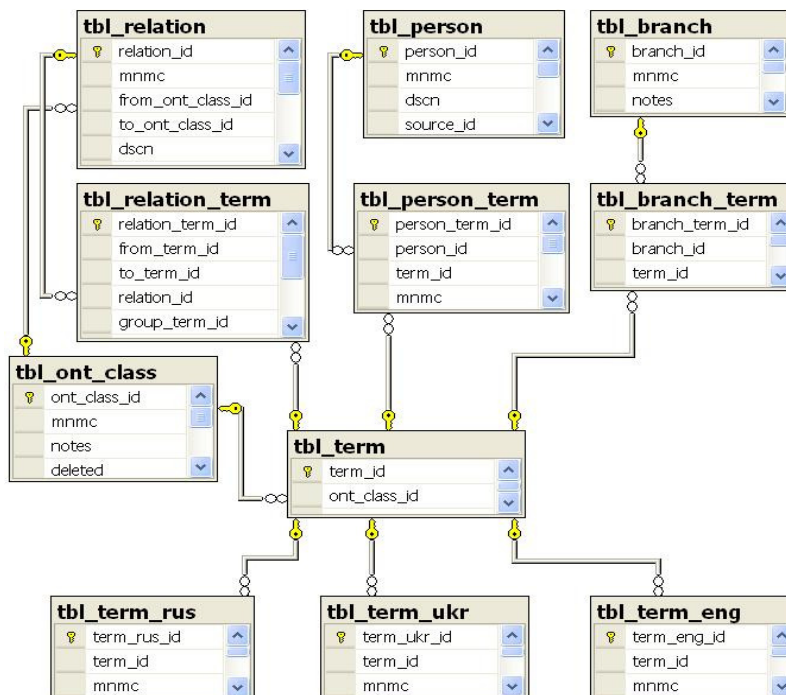 tbl_relation
relation_id
mnmc
from_ont_class_id
to_ont_class_id
dscn
tbl_person
person_id
mnmc
dscn
source_id
tbl_branch
branch_id
mnmc
notes
tbl_relation_term
relation_term_id
from_term_id
to_term_id
relation_id
group_term_id
tbl_person_term
person_term_id
person_id
term_id
mnmc
tbl_branch_term
branch_term_id
branch_id
term_id
tbl_ont_class
ont_class_id
mnmc
notes
deleted
tbl_term
term_id
ont_class_id
tbl_term_rus
term_rus_id
term_id
mnmc
tbl_term_ukr
term_ukr_id
term_id
mnmc
tbl_term_eng
term_eng_id
term_id
mnmc